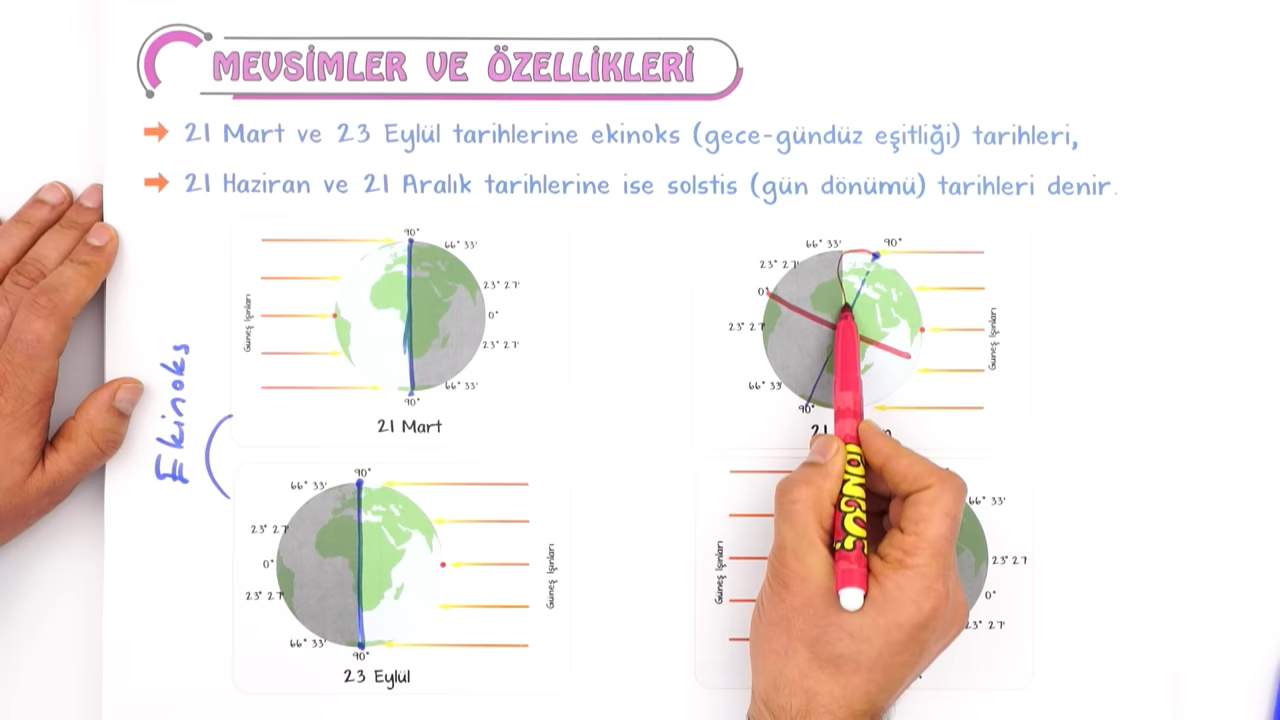 MEVSİMLER VE ÖZELLİKLERİ
21 Mart ve 23 Eylül tarihlerine ekinoks (gece-gündüz eşitliği) tarihleri,
21 Haziran ve 21 Aralık tarihlerine ise solstis (gün dönümü) tarihleri denir.
Ekinoks
Güneş Işınları
90°
66° 33'
23° 27'
0°
23° 27'
66° 33'
90°
21 Mart
66° 33'
90°
23° 27'
0°
23° 27'
66° 33'
90°
Güneş Işınları
21
90°
66° 33'
23° 27'
0°
23° 27'
66° 33'
90°
Güneş Işınları
23 Eylül
Güneş Işınları
66° 33'
23° 27
0°
23° 27'
TONGUÇ